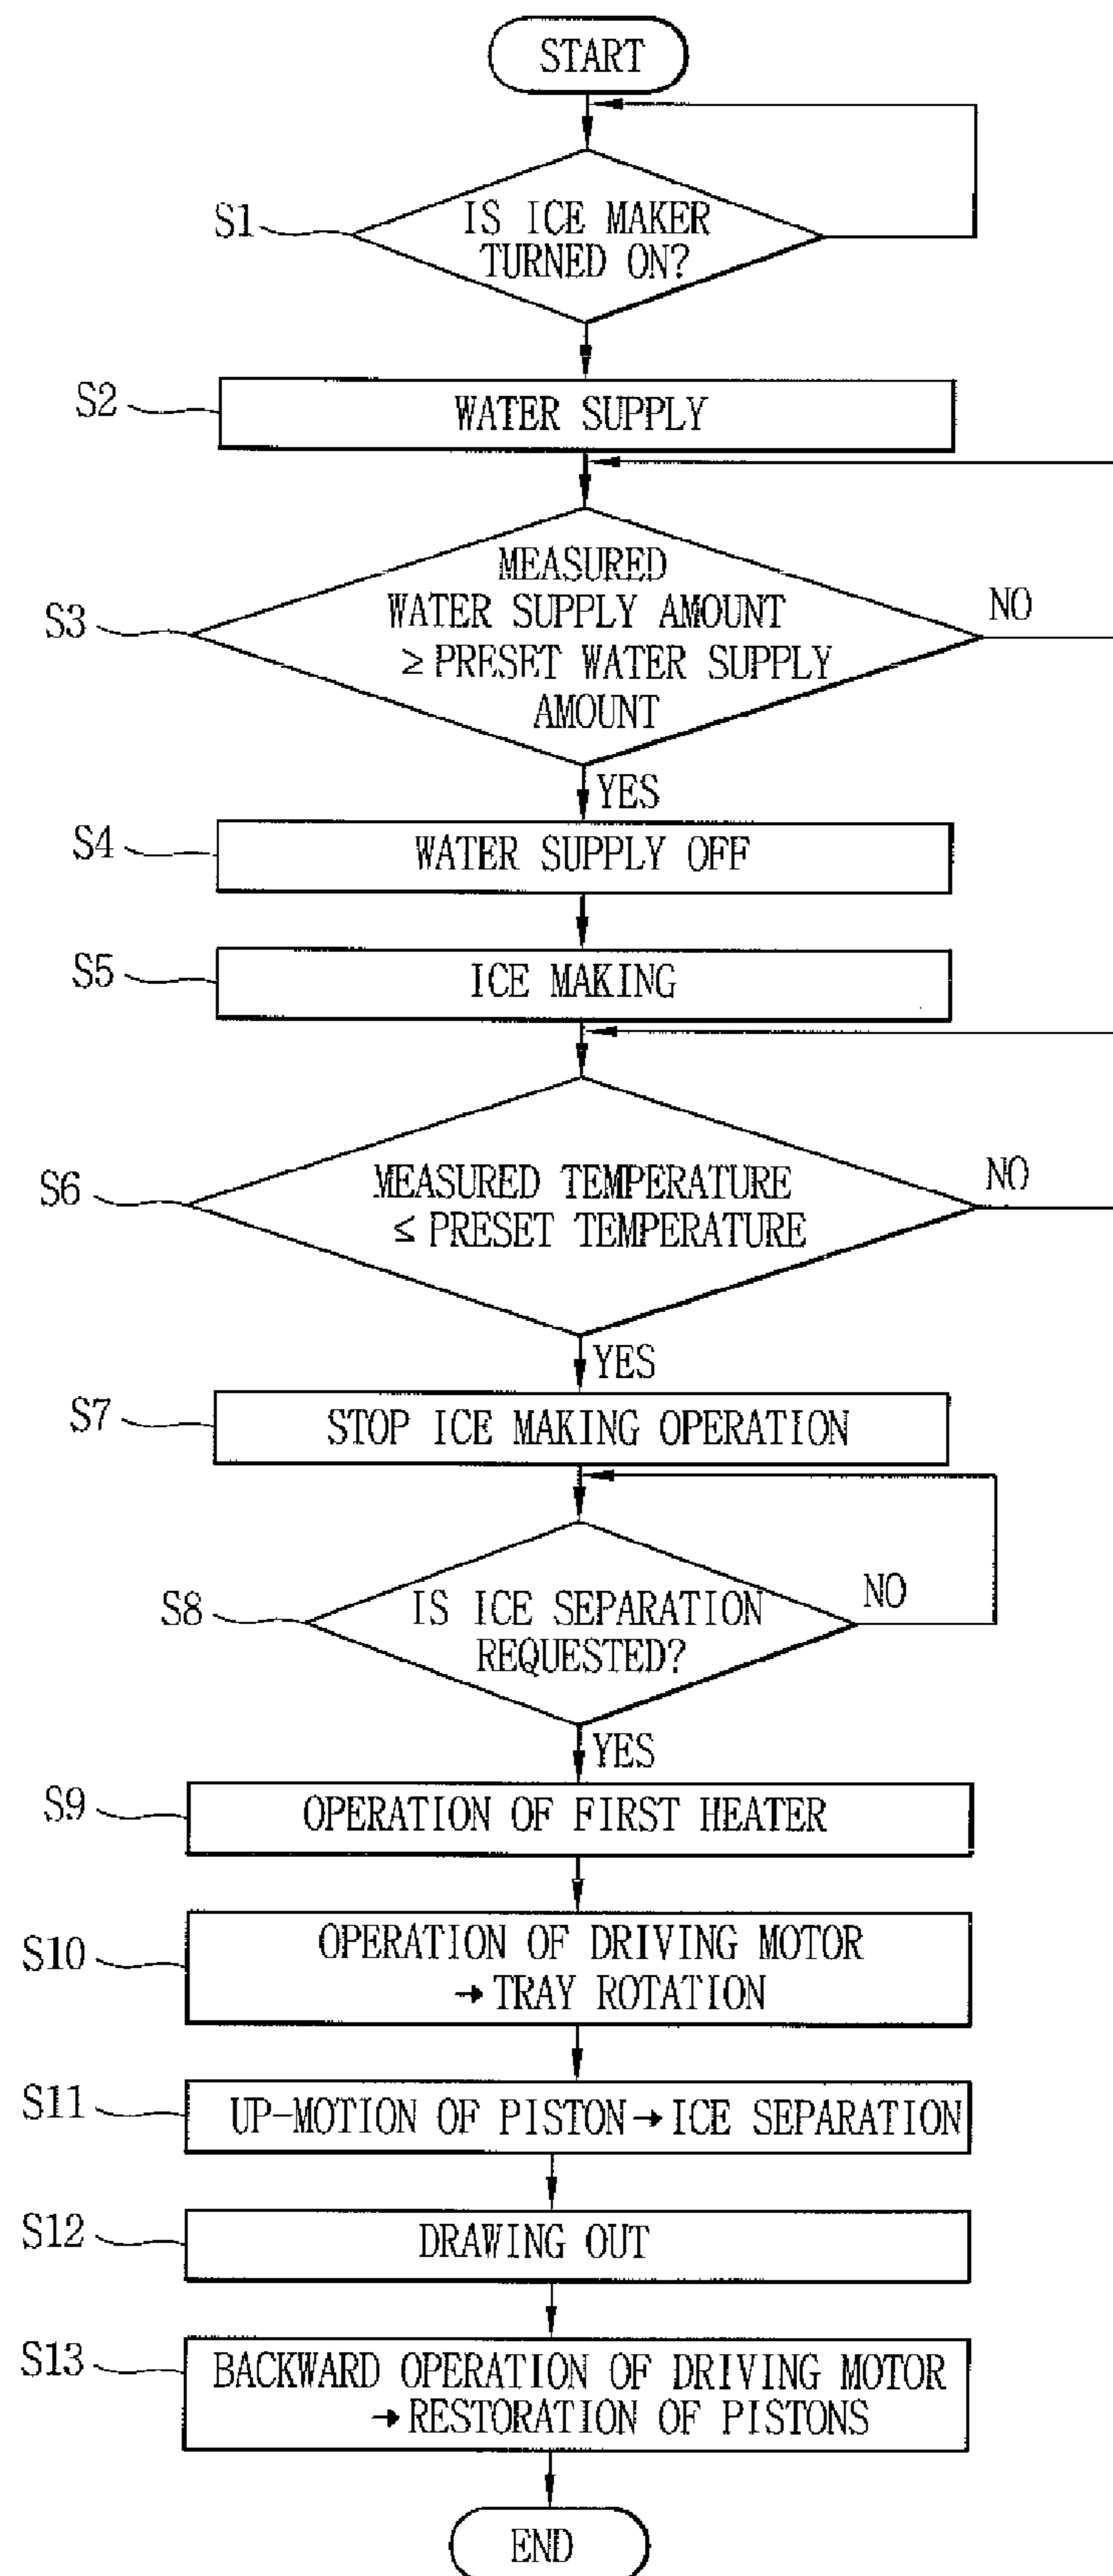 START
S1
IS ICE MAKER
TURNED ON?
S2
WATER SUPPLY
S3
MEASURED
WATER SUPPLY AMOUNT
≥ PRESET WATER SUPPLY
AMOUNT
NO
YES
S4
WATER SUPPLY OFF
S5
ICE MAKING
S6
MEASURED TEMPERATURE
≤ PRESET TEMPERATURE
NO
YES
S7
STOP ICE MAKING OPERATION
S8
IS ICE SEPARATION
REQUESTED?
NO
YES
S9
OPERATION OF FIRST HEATER
S10
OPERATION OF DRIVING MOTOR
→ TRAY ROTATION
S11
UP-MOTION OF PISTON → ICE SEPARATION
S12
DRAWING OUT
S13
BACKWARD OPERATION OF DRIVING MOTOR
→ RESTORATION OF PISTONS
END